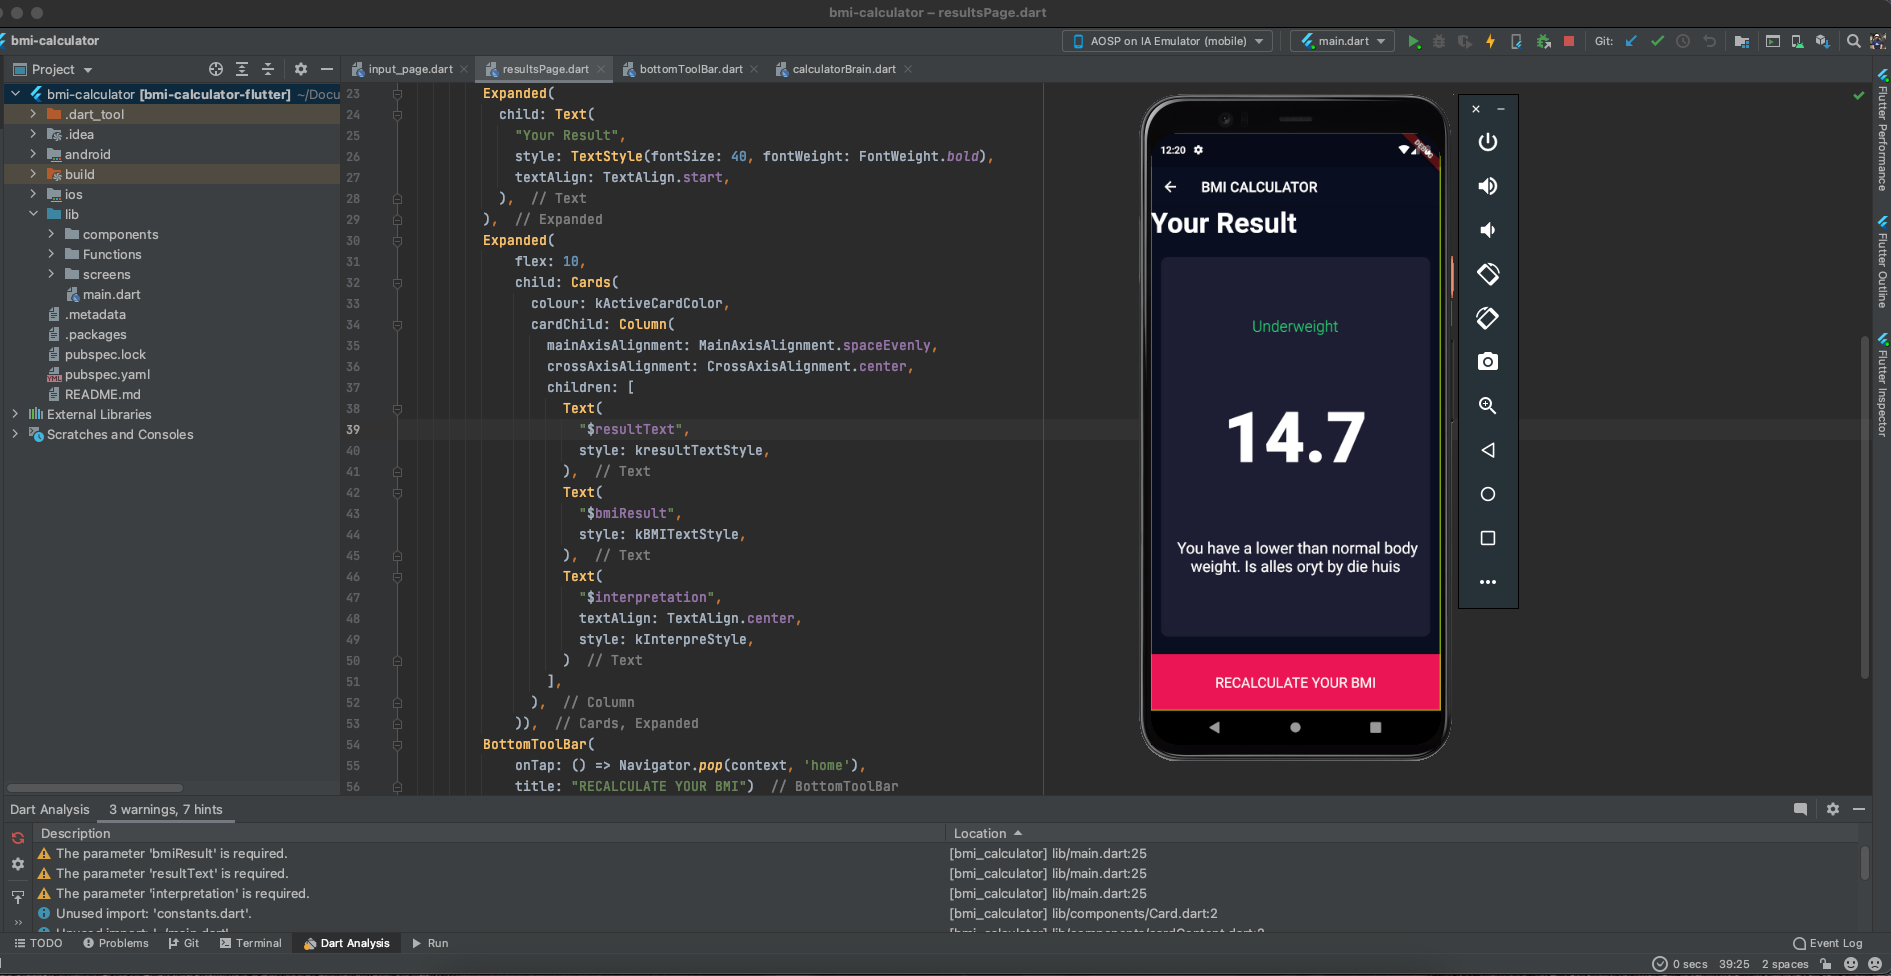 bmi-calculator – resultsPage.dart
bmi-calculator
AOSP on IA Emulator (mobile)
main.dart
Git:
Project
input_page.dart
resultsPage.dart
bottomToolBar.dart
calculatorBrain.dart
bmi-calculator [bmi-calculator-flutter] ~/Docu
.dart_tool
.idea
android
build
ios
lib
components
Functions
screens
main.dart
.metadata
.packages
pubspec.lock
pubspec.yaml
README.md
External Libraries
Scratches and Consoles
23 Expanded(
24 child: Text(
25 "Your Result",
26 style: TextStyle(fontSize: 40, fontWeight: FontWeight.bold),
27 textAlign: TextAlign.start,
28 ), // Text
29 ), // Expanded
30 Expanded(
31 flex: 10,
32 child: Cards(
33 colour: kActiveCardColor,
34 cardChild: Column(
35 mainAxisAlignment: MainAxisAlignment.spaceEvenly,
36 crossAxisAlignment: CrossAxisAlignment.center,
37 children: [
38 Text(
39 "$resultText",
40 style: kresultTextStyle,
41 ), // Text
42 Text(
43 "$bmiResult",
44 style: kBMITextStyle,
45 ), // Text
46 Text(
47 "$interpretation",
48 textAlign: TextAlign.center,
49 style: kInterpreStyle,
50 ) // Text
51 ],
52 ), // Column
53 )), // Cards, Expanded
54 BottomToolBar(
55 onTap: () => Navigator.pop(context, 'home'),
56 title: "RECALCULATE YOUR BMI") // BottomToolBar
12:20
DEBUG
BMI CALCULATOR
Your Result
Underweight
14.7
You have a lower than normal body
weight. Is alles oryt by die huis
RECALCULATE YOUR BMI
Flutter Performance
Flutter Outline
Flutter Inspector
Dart Analysis 3 warnings, 7 hints
Description Location
The parameter 'bmiResult' is required. [bmi_calculator] lib/main.dart:25
The parameter 'resultText' is required. [bmi_calculator] lib/main.dart:25
The parameter 'interpretation' is required. [bmi_calculator] lib/main.dart:25
Unused import: 'constants.dart'. [bmi_calculator] lib/components/Card.dart:2
TODO Problems Git Terminal Dart Analysis Run Event Log
0 secs 39:25 2 spaces